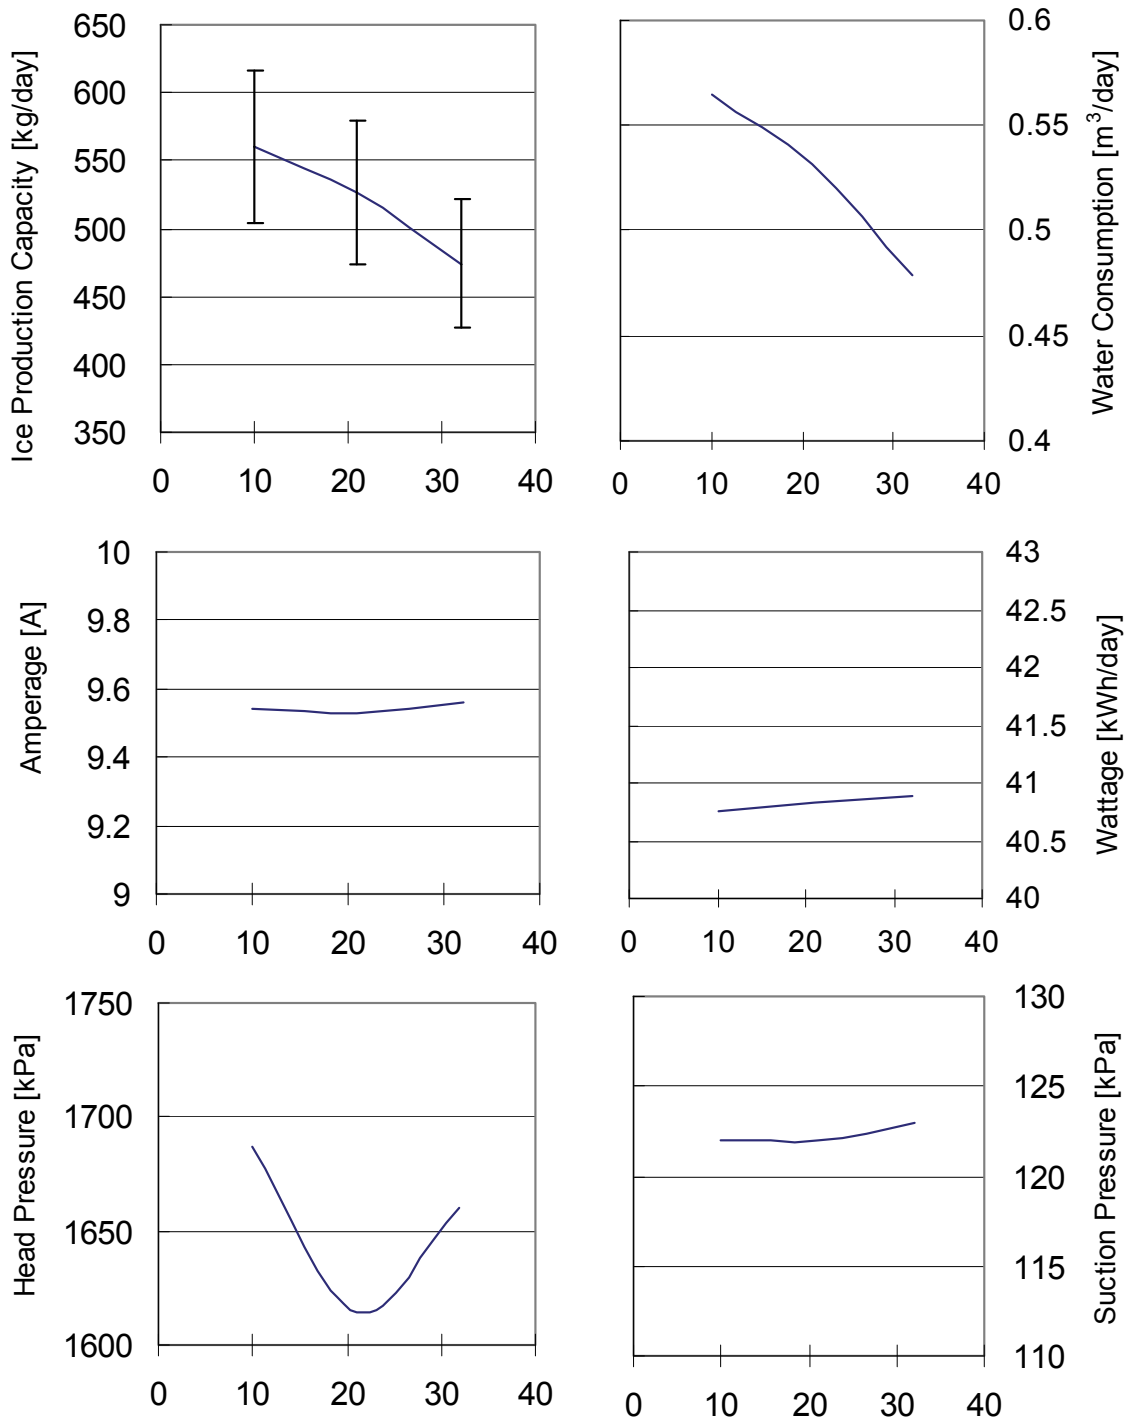 Ice Production Capacity [kg/day]
650
600
550
500
450
400
350
0 10 20 30 40
Water Consumption [m³/day]
0.6
0.55
0.5
0.45
0.4
0 10 20 30 40
Amperage [A]
10
9.8
9.6
9.4
9.2
9
0 10 20 30 40
Wattage [kWh/day]
43
42.5
42
41.5
41
40.5
40
0 10 20 30 40
Head Pressure [kPa]
1750
1700
1650
1600
0 10 20 30 40
Suction Pressure [kPa]
130
125
120
115
110
0 10 20 30 40